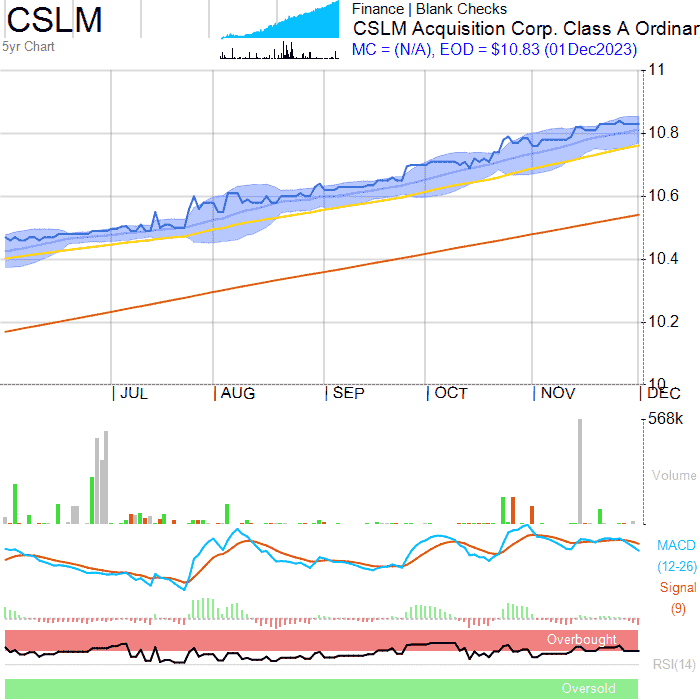 CSLM
5yr Chart
Finance | Blank Checks
CSLM Acquisition Corp. Class A Ordinar
MC = (N/A), EOD = $10.83 (01Dec2023)
11
10.8
10.6
10.4
10.2
10
JUL AUG SEP OCT NOV DEC
568k
Volume
MACD
(12-26)
Signal
(9)
Overbought
RSI(14)
Oversold